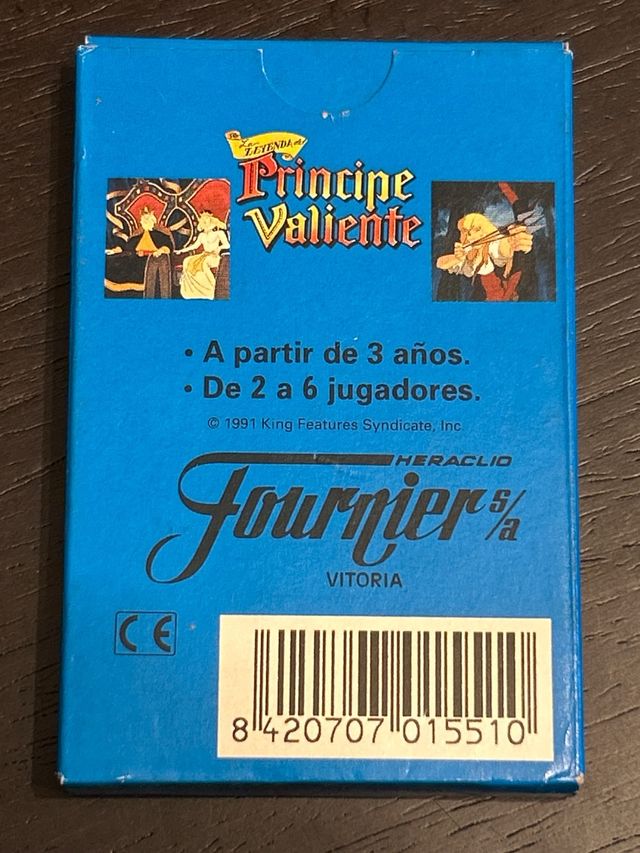 La
LEYENDA del
Principe
Valiente
• A partir de 3 años.
• De 2 a 6 jugadores.
© 1991 King Features Syndicate, Inc.
HERACLIO
Fournier s/a
VITORIA
CE
8 420707 015510